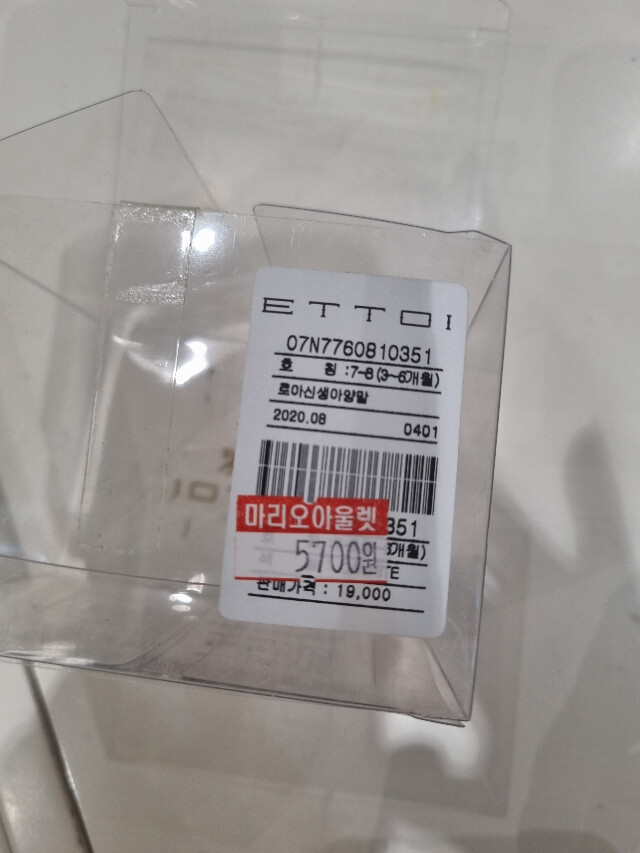 ETTOI
07N7760810351
호 칭 :7-8(3~6개월)
로아신생아양말
2020.08 0401
마리오아울렛
351
5700원
개월)
TE
판매가격 : 19,000